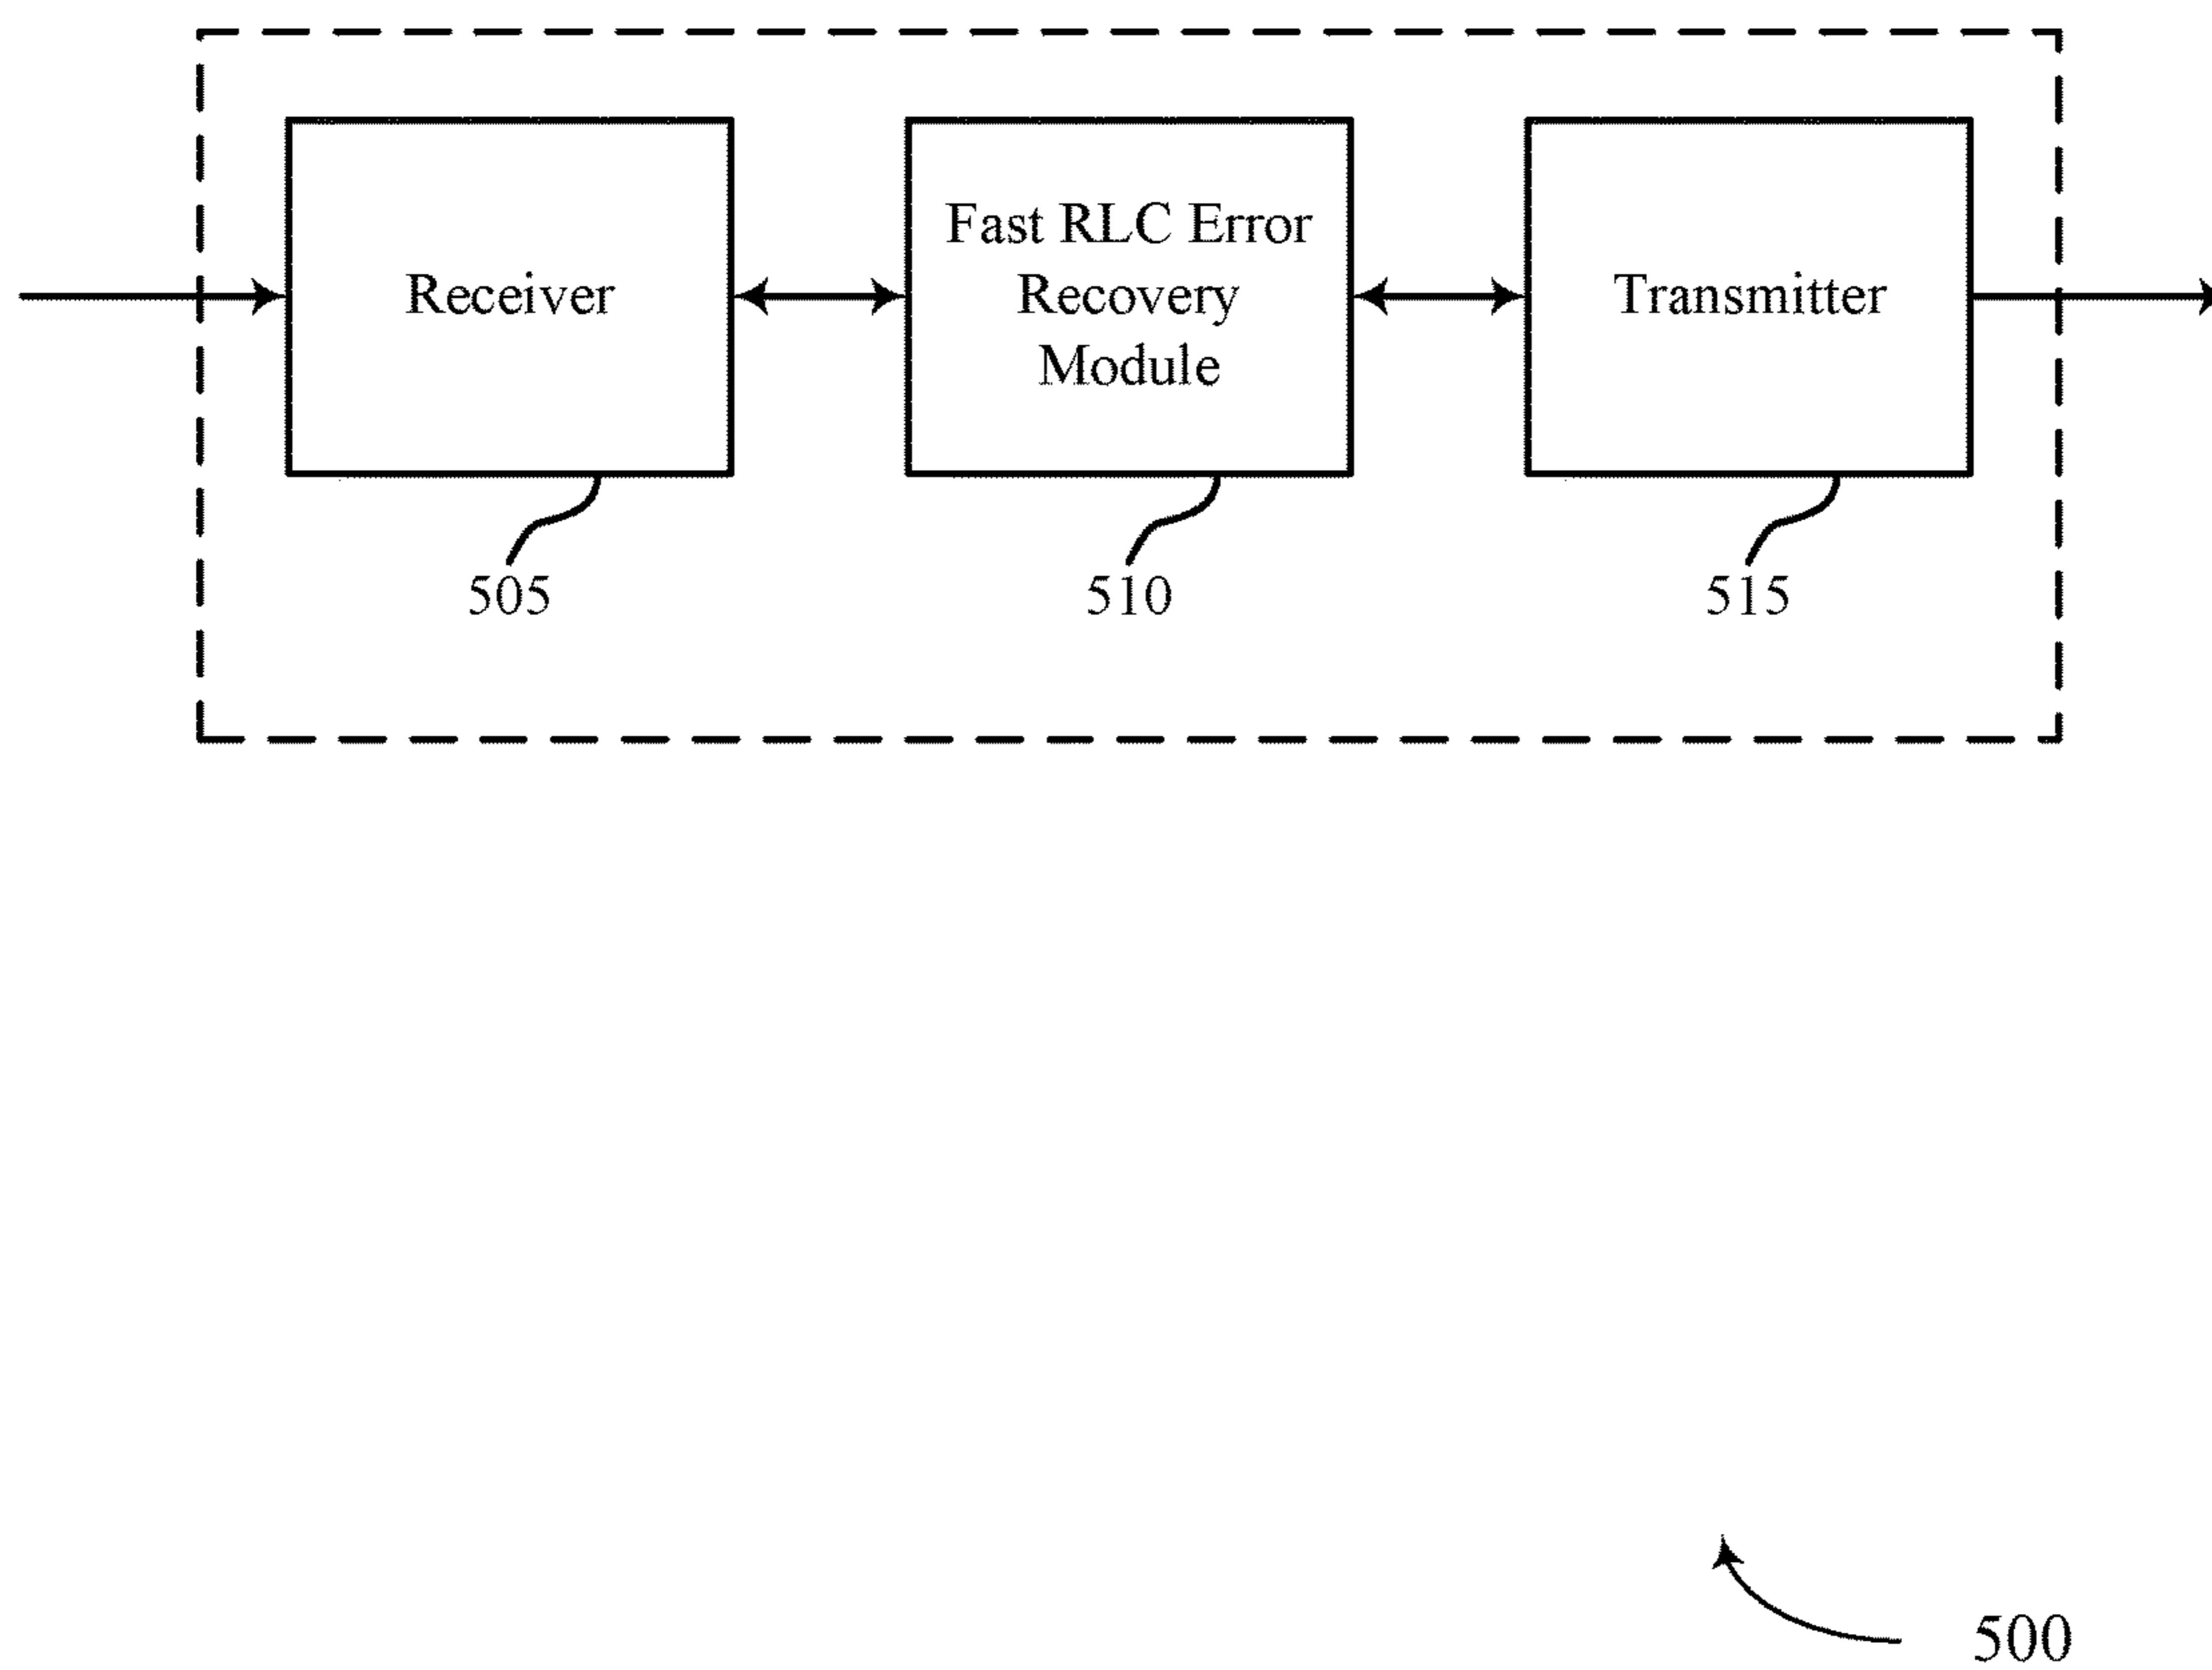 Receiver
Fast RLC Error
Recovery
Module
Transmitter
505
510
515
500